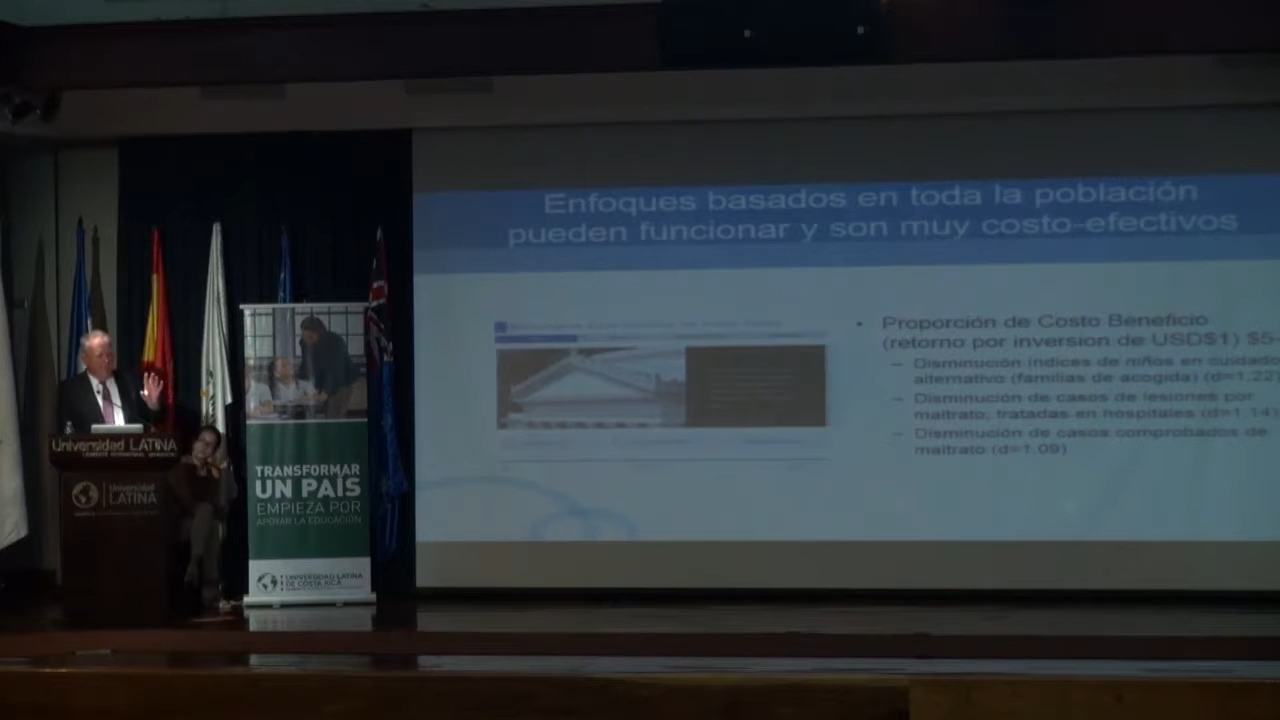 Enfoques basados en toda la población
pueden funcionar y son muy costo-efectivos
• Proporción de Costo Beneficio
(retorno por inversion de USD$1) $5-
– Disminución indices de niños en cuidado
alternativo (familias de acogida) (d=1.22)
– Disminución de casos de lesiones por
maltrato, tratadas en hospitales (d=1.14)
– Disminución de casos comprobados de
maltrato (d=1.09)
Universidad LATINA
Universidad
LATINA
TRANSFORMAR
UN PAÍS
EMPIEZA POR
APOYAR LA EDUCACIÓN
UNIVERSIDAD LATINA
DE COSTA RICA